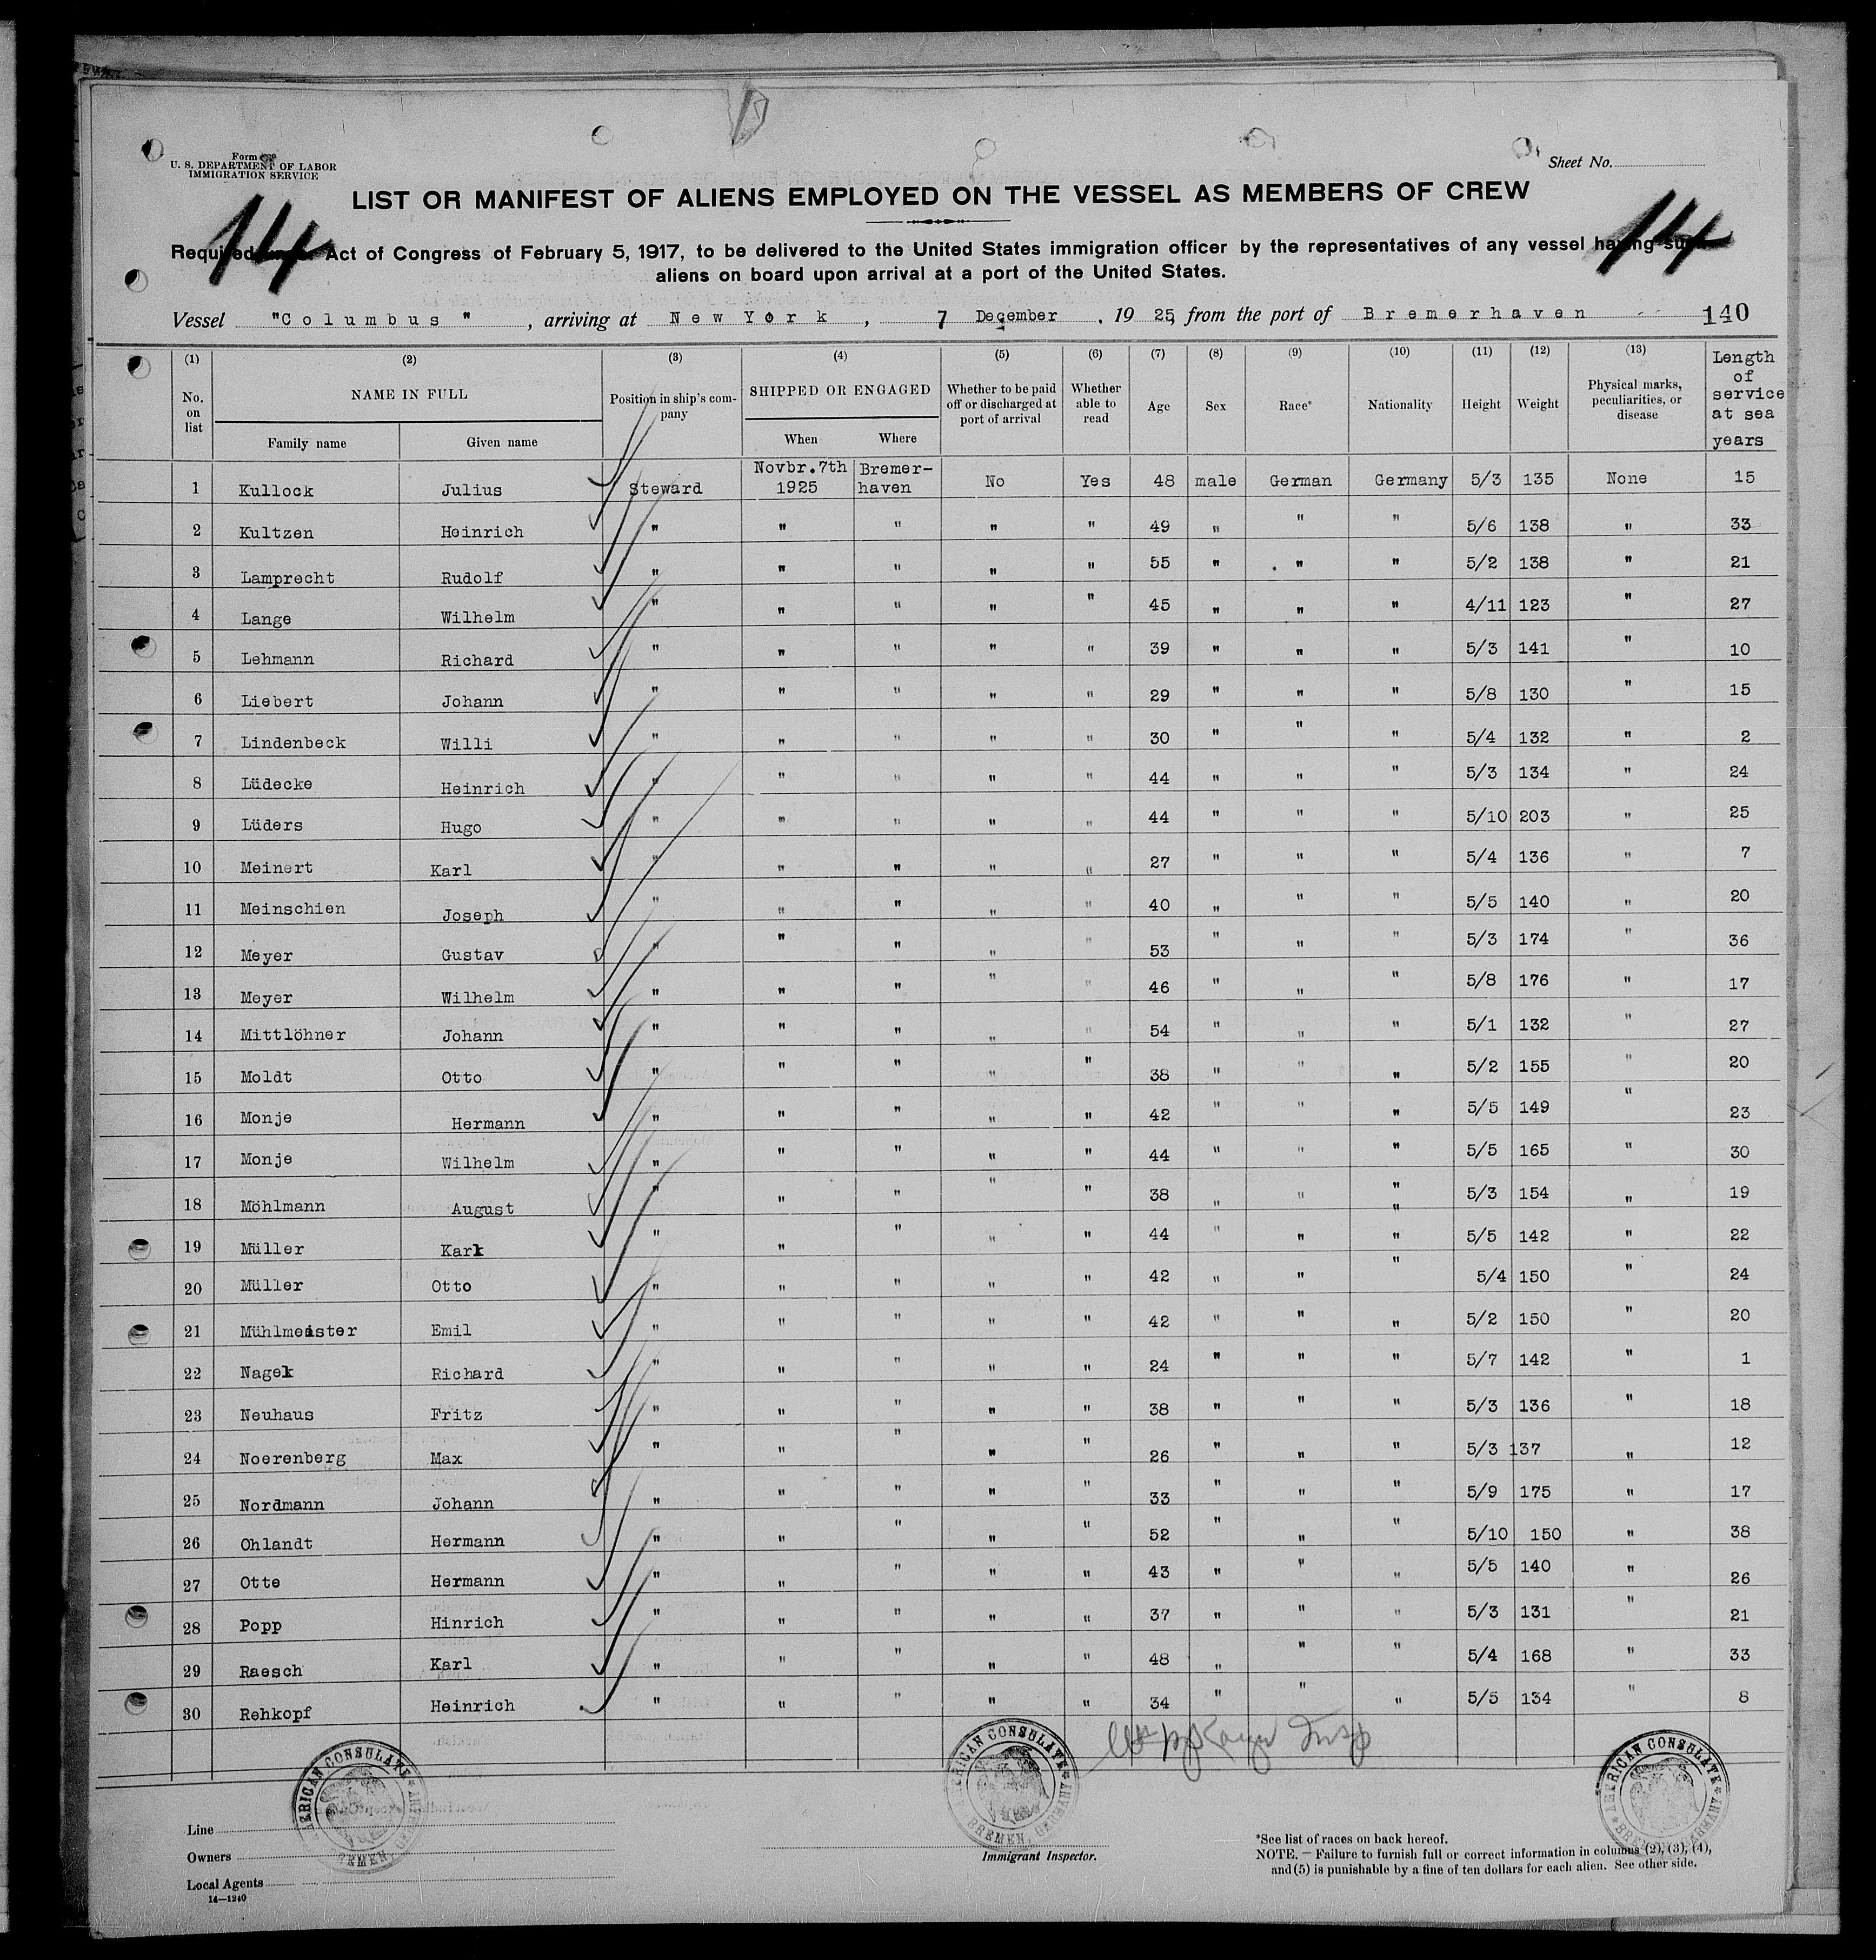 Form
U. S. DEPARTMENT OF LABOR
IMMIGRATION SERVICE
Sheet No.
14 14
LIST OR MANIFEST OF ALIENS EMPLOYED ON THE VESSEL AS MEMBERS OF CREW
Required under Act of Congress of February 5, 1917, to be delivered to the United States immigration officer by the representatives of any vessel having such
aliens on board upon arrival at a port of the United States.
Vessel "Columbus", arriving at New York, 7 December, 1925, from the port of Bremerhaven 140
(1) (2) (3) (4) (5) (6) (7) (8) (9) (10) (11) (12) (13)
No. on list NAME IN FULL Family name Given name Position in ship's company SHIPPED OR ENGAGED When Where Whether to be paid off or discharged at port of arrival Whether able to read Age Sex Race* Nationality Height Weight Physical marks, peculiarities, or disease Length of service at sea years
1 Kullock Julius Steward Novbr.7th 1925 Bremer-haven No Yes 48 male German Germany 5/3 135 None 15
2 Kultzen Heinrich " " " " " 49 " " " 5/6 138 " 33
3 Lamprecht Rudolf " " " " " 55 " " " 5/2 138 " 21
4 Lange Wilhelm " " " " " 45 " " " 4/11 123 " 27
5 Lehmann Richard " " " " " 39 " " " 5/3 141 " 10
6 Liebert Johann " " " " " 29 " " " 5/8 130 " 15
7 Lindenbeck Willi " " " " " 30 " " " 5/4 132 " 2
8 Lüdecke Heinrich " " " " " 44 " " " 5/3 134 " 24
9 Lüders Hugo " " " " " 44 " " " 5/10 203 " 25
10 Meinert Karl " " " " " 27 " " " 5/4 136 " 7
11 Meinschien Joseph " " " " " 40 " " " 5/5 140 " 20
12 Meyer Gustav " " " " " 53 " " " 5/3 174 " 36
13 Meyer Wilhelm " " " " " 46 " " " 5/8 176 " 17
14 Mittlöhner Johann " " " " " 54 " " " 5/1 132 " 27
15 Moldt Otto " " " " " 38 " " " 5/2 155 " 20
16 Monje Hermann " " " " " 42 " " " 5/5 149 " 23
17 Monje Wilhelm " " " " " 44 " " " 5/5 165 " 30
18 Möhlmann August " " " " " 38 " " " 5/3 154 " 19
19 Müller Karl " " " " " 44 " " " 5/5 142 " 22
20 Müller Otto " " " " " 42 " " " 5/4 150 " 24
21 Mühlmeister Emil " " " " " 42 " " " 5/2 150 " 20
22 Nagel Richard " " " " " 24 " " " 5/7 142 " 1
23 Neuhaus Fritz " " " " " 38 " " " 5/3 136 " 18
24 Noerenberg Max " " " " " 26 " " " 5/3 137 " 12
25 Nordmann Johann " " " " " 33 " " " 5/9 175 " 17
26 Ohlandt Hermann " " " " " 52 " " " 5/10 150 " 38
27 Otte Hermann " " " " " 43 " " " 5/5 140 " 26
28 Popp Hinrich " " " " " 37 " " " 5/3 131 " 21
29 Raesch Karl " " " " " 48 " " " 5/4 168 " 33
30 Rehkopf Heinrich " " " " " 34 " " " 5/5 134 " 8
AMERICAN CONSULATE BREMEN, GERMANY
AMERICAN CONSULATE BREMEN, GERMANY
AMERICAN CONSULATE BREMEN, GERMANY
Insp
Line
Owners
Local Agents
14—1240
Immigrant Inspector.
*See list of races on back hereof.
NOTE. — Failure to furnish full or correct information in columns (2), (3), (4),
and (5) is punishable by a fine of ten dollars for each alien. See other side.